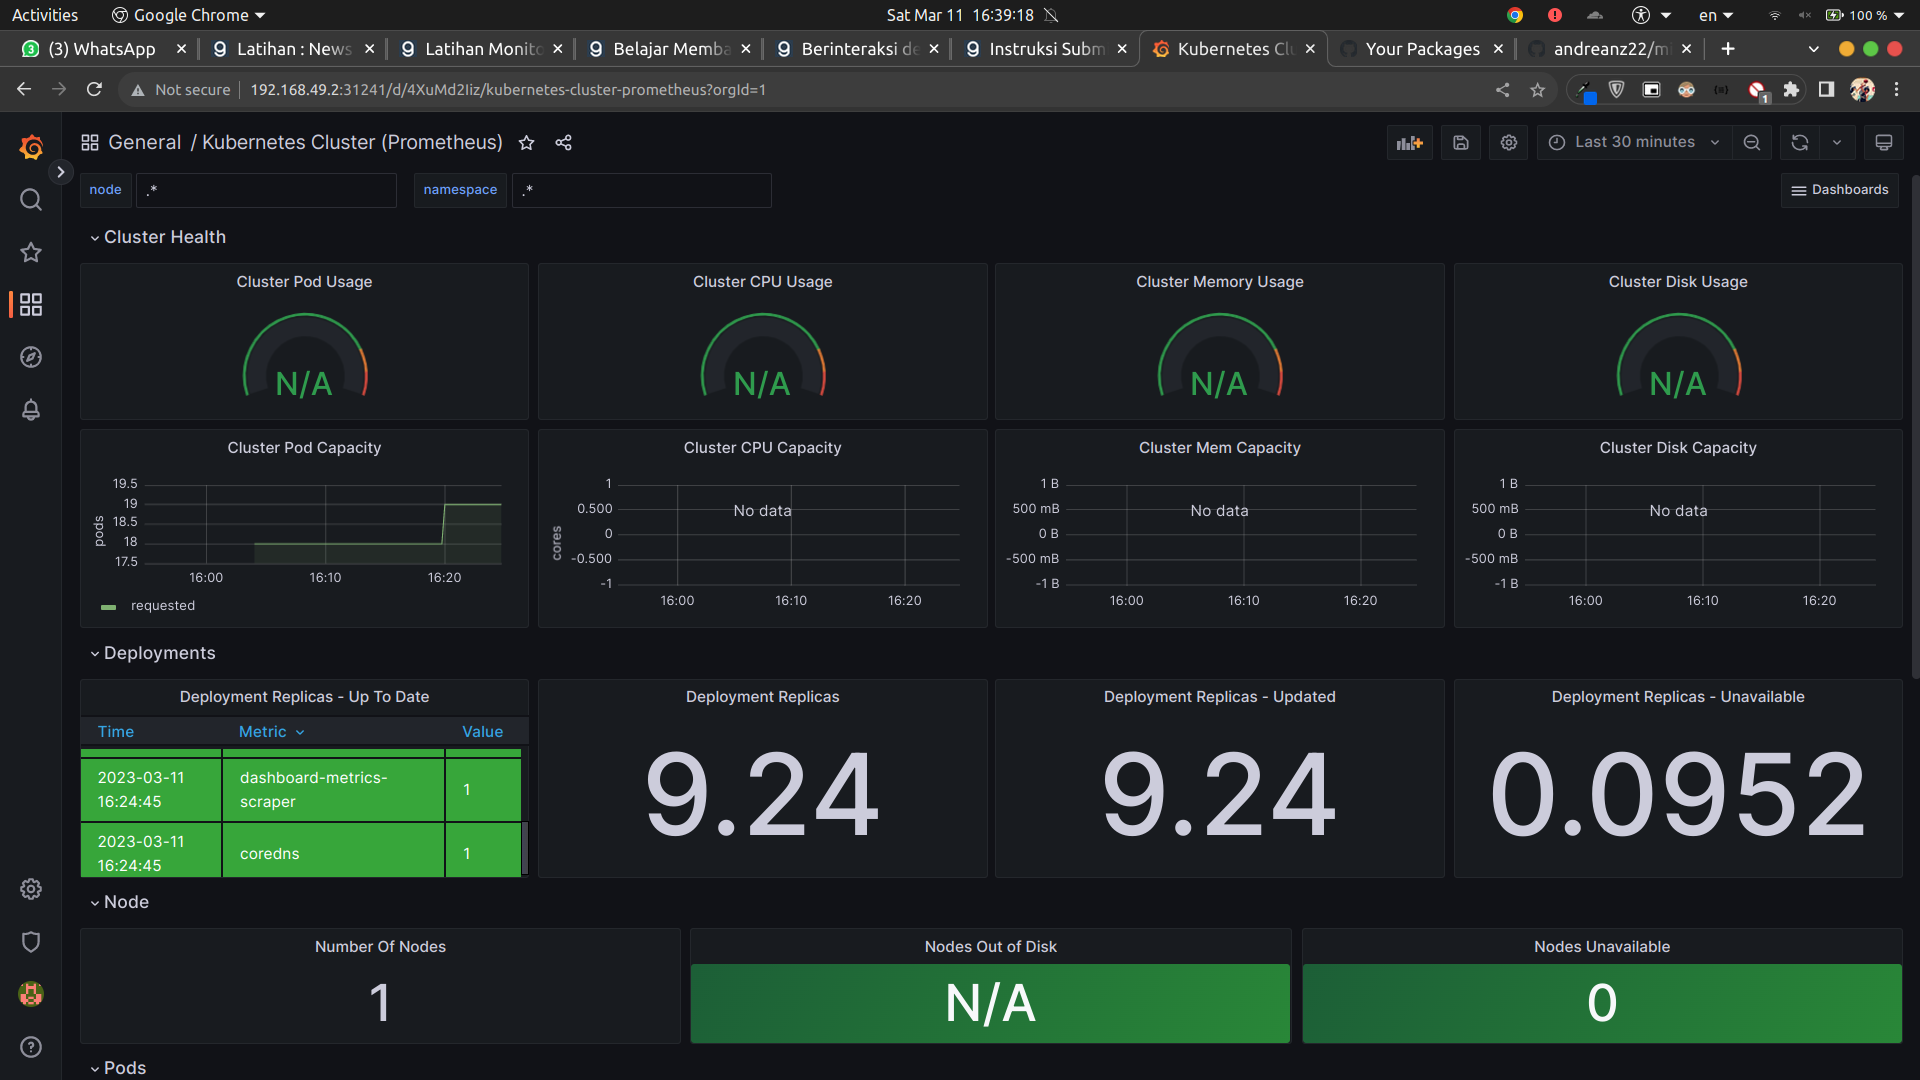 Activities
Google Chrome
Sat Mar 11 16:39:18
en
100 %
(3) WhatsApp
Latihan : News
Latihan Monito
Belajar Memba
Berinteraksi de
Instruksi Subm
Kubernetes Clu
Your Packages
andreanz22/mi
Not secure
192.168.49.2:31241/d/4XuMd2Iiz/kubernetes-cluster-prometheus?orgId=1
1
General / Kubernetes Cluster (Prometheus)
Last 30 minutes
node
.*
namespace
.*
Dashboards
Cluster Health
Cluster Pod Usage
N/A
Cluster CPU Usage
N/A
Cluster Memory Usage
N/A
Cluster Disk Usage
N/A
Cluster Pod Capacity
pods
19.5
19
18.5
18
17.5
16:00
16:10
16:20
requested
Cluster CPU Capacity
cores
1
0.500
0
-0.500
-1
No data
16:00
16:10
16:20
Cluster Mem Capacity
1 B
500 mB
0 B
-500 mB
-1 B
No data
16:00
16:10
16:20
Cluster Disk Capacity
1 B
500 mB
0 B
-500 mB
-1 B
No data
16:00
16:10
16:20
Deployments
Deployment Replicas - Up To Date
Time
Metric
Value
2023-03-11
16:24:45
dashboard-metrics-
scraper
1
2023-03-11
16:24:45
coredns
1
Deployment Replicas
9.24
Deployment Replicas - Updated
9.24
Deployment Replicas - Unavailable
0.0952
Node
Number Of Nodes
1
Nodes Out of Disk
N/A
Nodes Unavailable
0
Pods